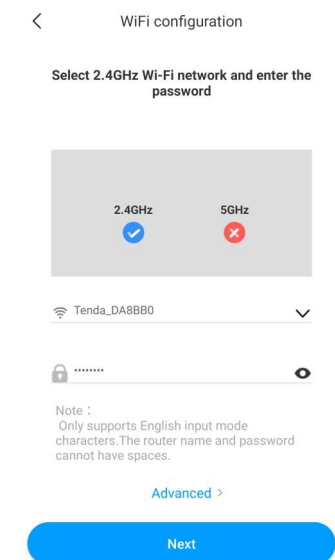 WiFi configuration
Select 2.4GHz Wi-Fi network and enter the
password
2.4GHz 5GHz
Tenda_DA8BB0
········
Note：
Only supports English input mode
characters.The router name and password
cannot have spaces.
Advanced >
Next